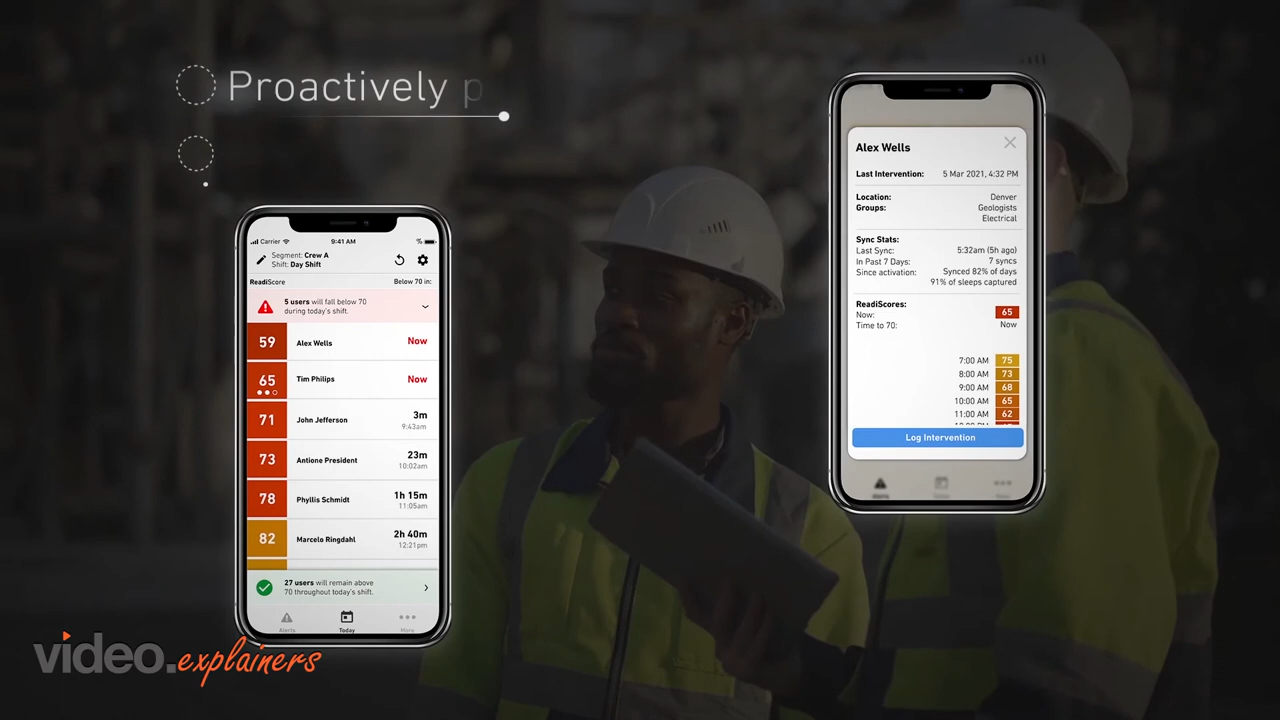 Proactively p
Carrier
9:41 AM
Segment: Crew A
Shift: Day Shift
ReadiScore
Below 70 in:
5 users will fall below 70
during today's shift.
59
Alex Wells
Now
65
Tim Philips
Now
71
John Jefferson
3m
9:43am
73
Antione President
23m
10:02am
78
Phyllis Schmidt
1h 15m
11:05am
82
Marcelo Ringdahl
2h 40m
12:21pm
27 users will remain above
70 throughout today's shift.
Alerts
Today
More
Alex Wells
Last Intervention:
5 Mar 2021, 4:32 PM
Location:
Denver
Groups:
Geologists
Electrical
Sync Stats:
Last Sync:
5:32am (5h ago)
In Past 7 Days:
7 syncs
Since activation:
Synced 82% of days
91% of sleeps captured
ReadiScores:
Now:
65
Time to 70:
Now
7:00 AM 75
8:00 AM 73
9:00 AM 68
10:00 AM 65
11:00 AM 62
Log Intervention
video.explainers